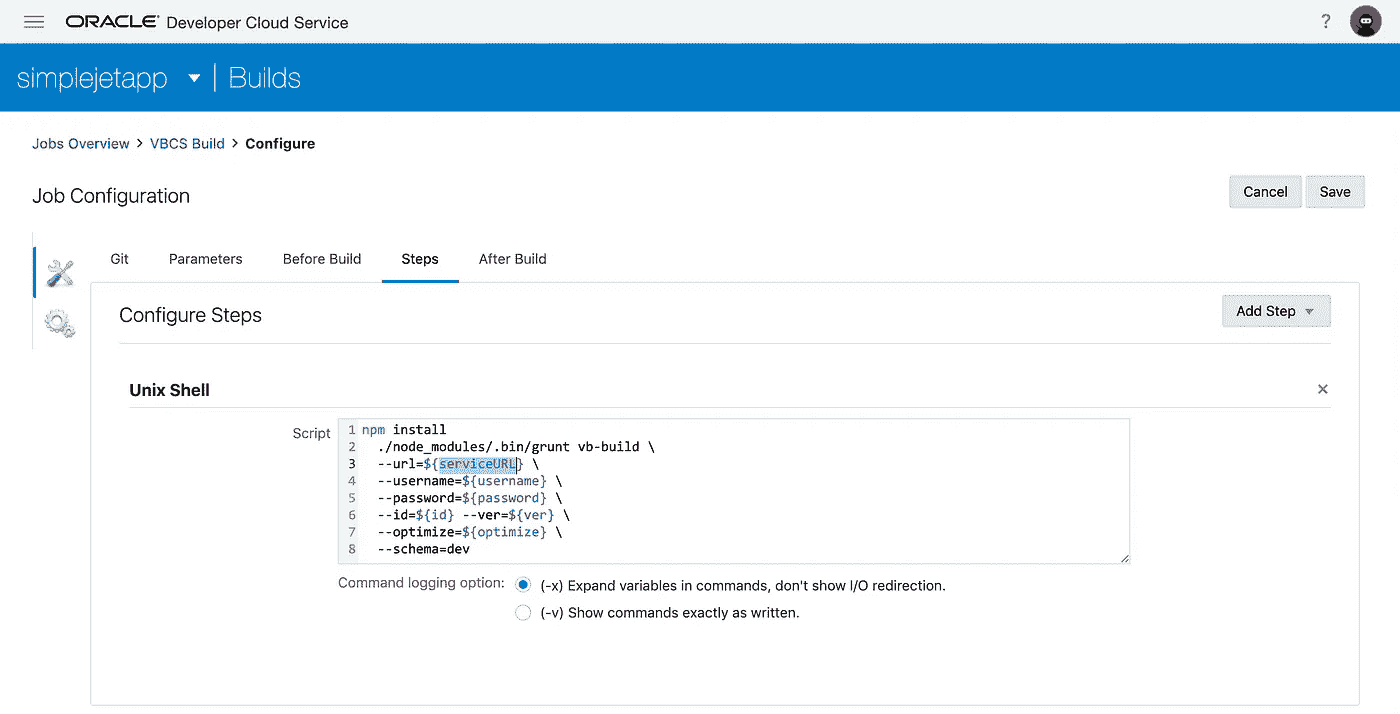 ORACLE® Developer Cloud Service ?
simplejetapp | Builds
Jobs Overview > VBCS Build > Configure
Job Configuration
Cancel Save
Git Parameters Before Build Steps After Build
Configure Steps
Add Step
Unix Shell
Script
1 npm install
2 ./node_modules/.bin/grunt vb-build \
3 --url=${serviceURL} \
4 --username=${username} \
5 --password=${password} \
6 --id=${id} --ver=${ver} \
7 --optimize=${optimize} \
8 --schema=dev
Command logging option: (-x) Expand variables in commands, don't show I/O redirection.
(-v) Show commands exactly as written.